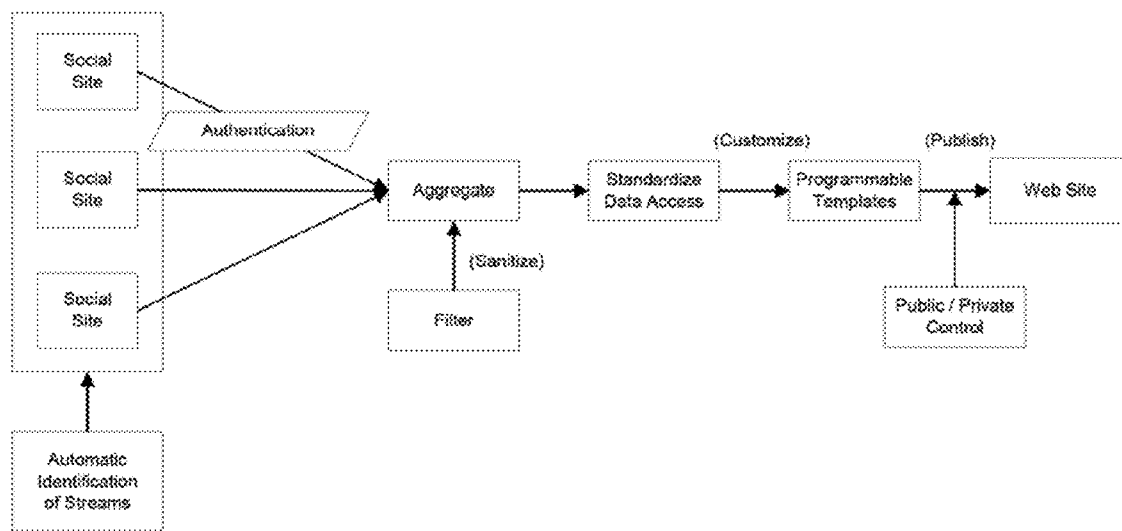 Social
Site
Authentication
Social
Site
Social
Site
Automatic
Identification
of Streams
Aggregate
(Sanitize)
Filter
Standardize
Data Access
(Customize)
Programmable
Templates
(Publish)
Web Site
Public / Private
Control